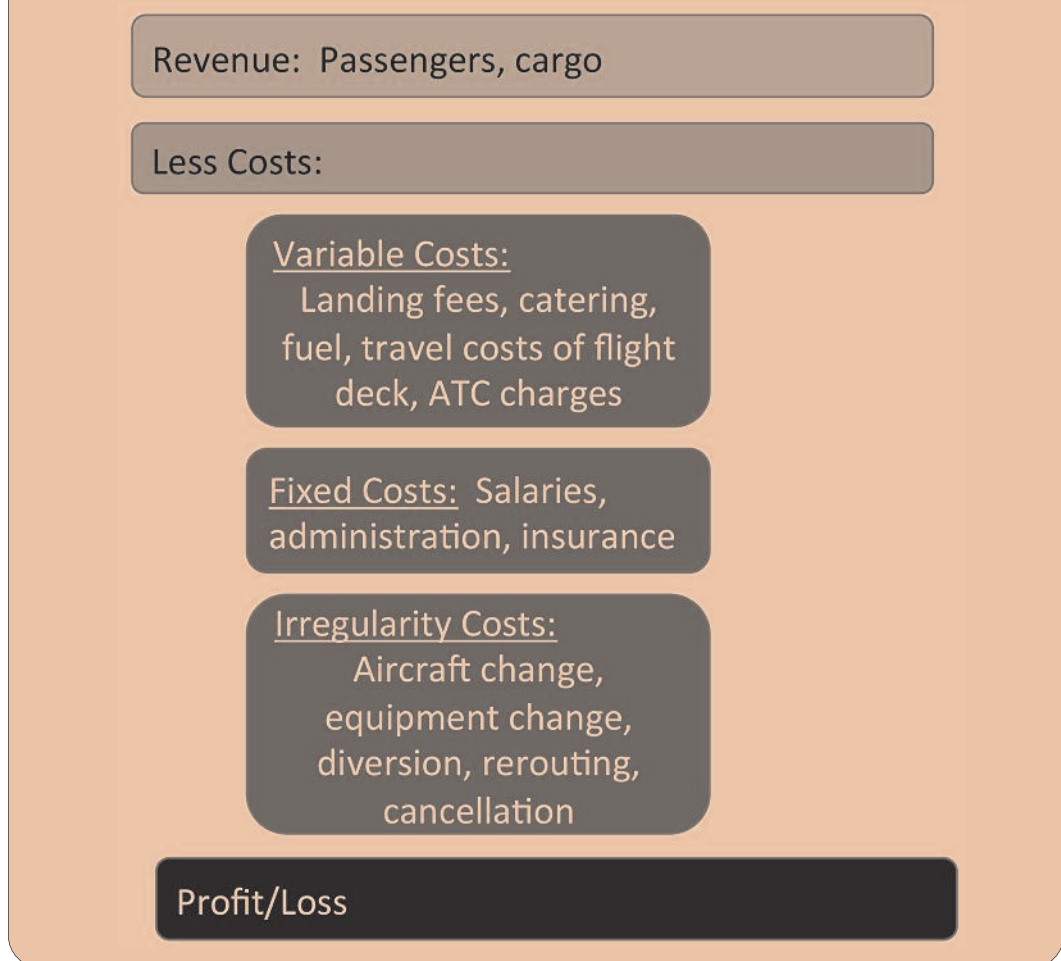 Revenue:  Passengers, cargo
Less Costs:
Variable Costs:
Landing fees, catering,
fuel, travel costs of flight
deck, ATC charges
Fixed Costs:  Salaries,
administration, insurance
Irregularity Costs:
Aircraft change,
equipment change,
diversion, rerouting,
cancellation
Profit/Loss